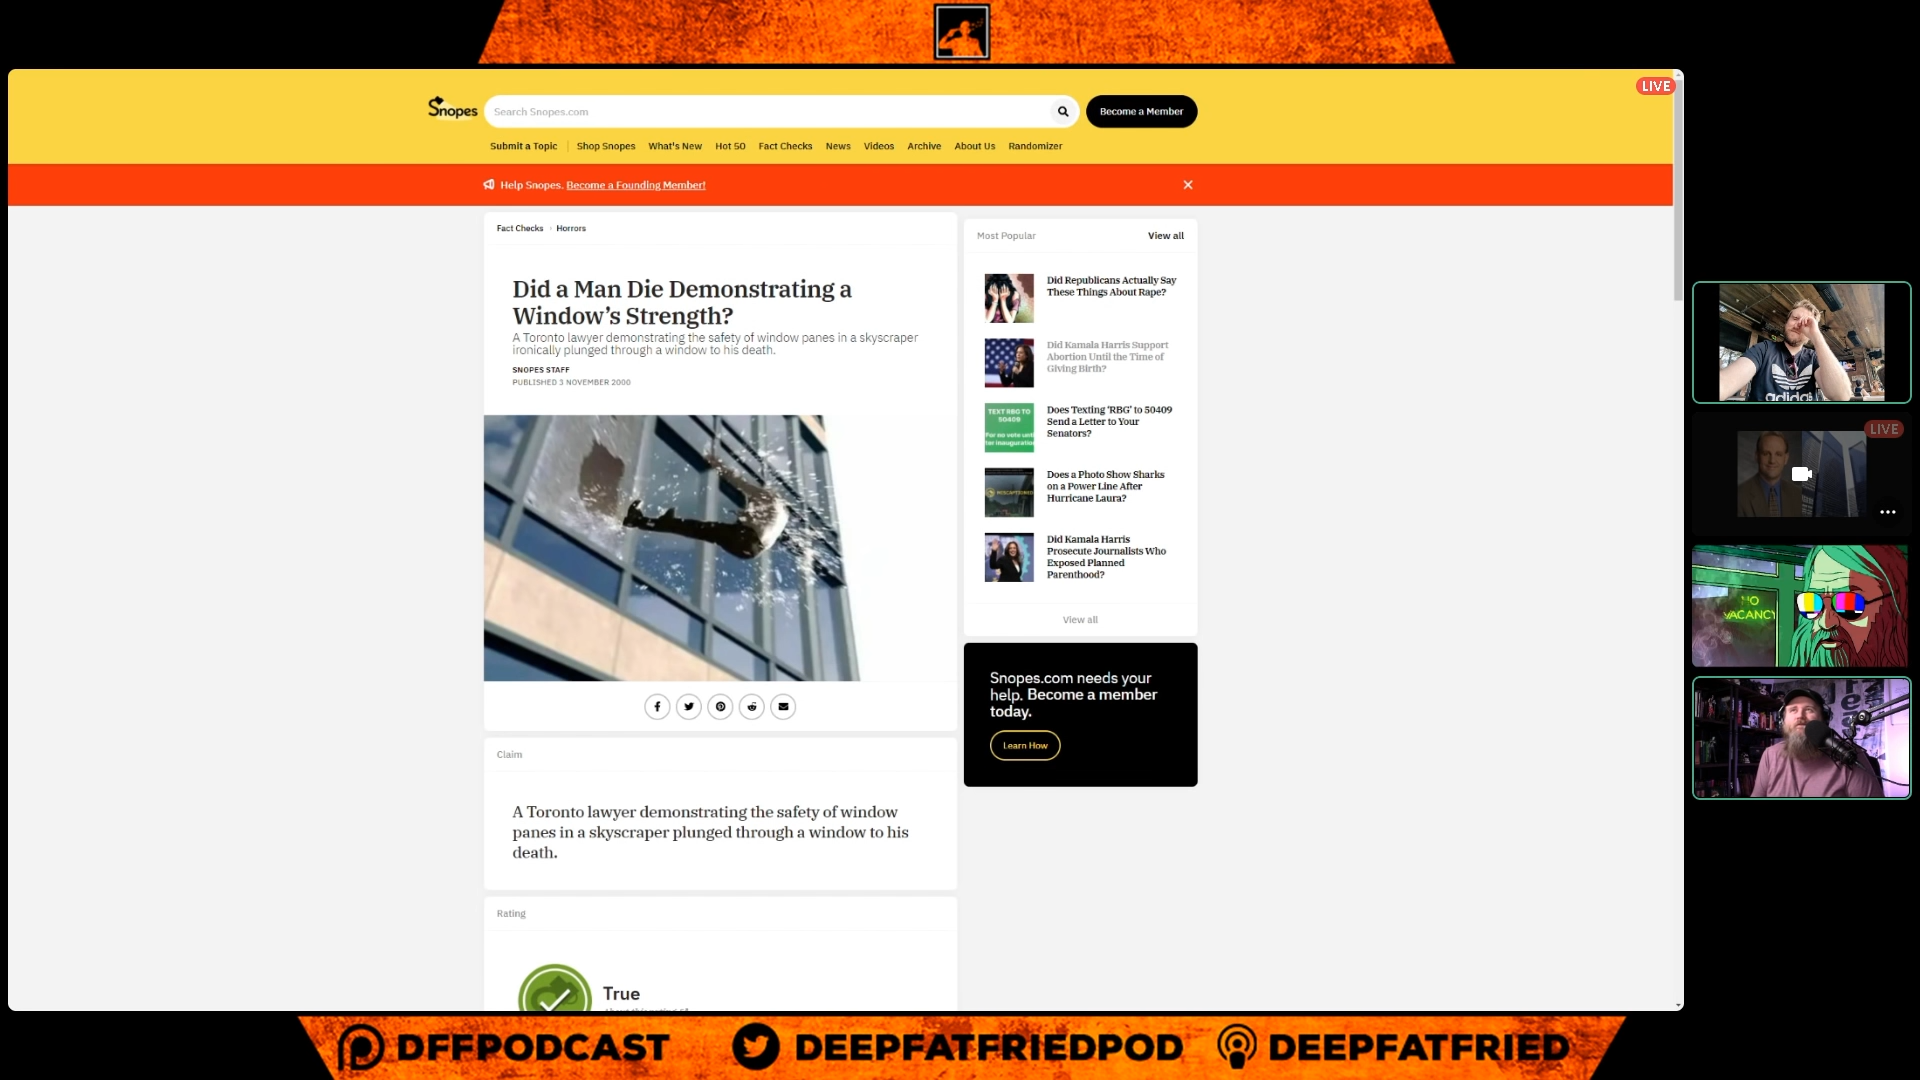 LIVE
Snopes
Search Snopes.com
Become a Member
Submit a Topic
Shop Snopes
What's New
Hot 50
Fact Checks
News
Videos
Archive
About Us
Randomizer
Help Snopes. Become a Founding Member!
Fact Checks › Horrors
Did a Man Die Demonstrating a
Window's Strength?
A Toronto lawyer demonstrating the safety of window panes in a skyscraper
ironically plunged through a window to his death.
SNOPES STAFF
PUBLISHED 3 NOVEMBER 2000
Claim
A Toronto lawyer demonstrating the safety of window
panes in a skyscraper plunged through a window to his
death.
Rating
True
Most Popular
View all
Did Republicans Actually Say
These Things About Rape?
Did Kamala Harris Support
Abortion Until the Time of
Giving Birth?
TEXT RBG TO
50409
Does Texting 'RBG' to 50409
Send a Letter to Your
Senators?
Does a Photo Show Sharks
on a Power Line After
Hurricane Laura?
Did Kamala Harris
Prosecute Journalists Who
Exposed Planned
Parenthood?
View all
Snopes.com needs your
help. Become a member
today.
Learn How
adidas
LIVE
NO
VACANCY
DFFPODCAST
DEEPFATFRIEDPOD
DEEPFATFRIED